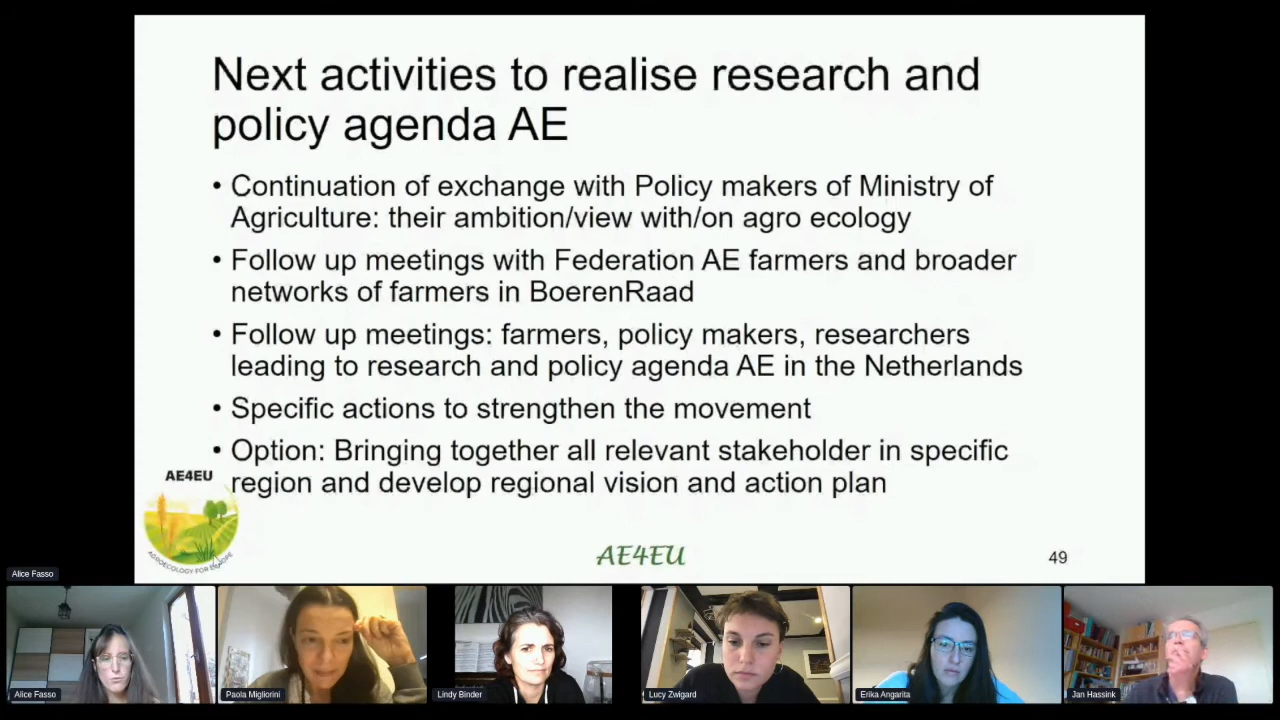 Next activities to realise research and
policy agenda AE
• Continuation of exchange with Policy makers of Ministry of
Agriculture: their ambition/view with/on agro ecology
• Follow up meetings with Federation AE farmers and broader
networks of farmers in BoerenRaad
• Follow up meetings: farmers, policy makers, researchers
leading to research and policy agenda AE in the Netherlands
• Specific actions to strengthen the movement
• Option: Bringing together all relevant stakeholder in specific
region and develop regional vision and action plan
AE4EU
AGROECOLOGY FOR EUROPE
AE4EU
49
Alice Fasso
Alice Fasso
Paola Migliorini
Lindy Binder
Lucy Zwigard
Erika Angarita
Jan Hassink